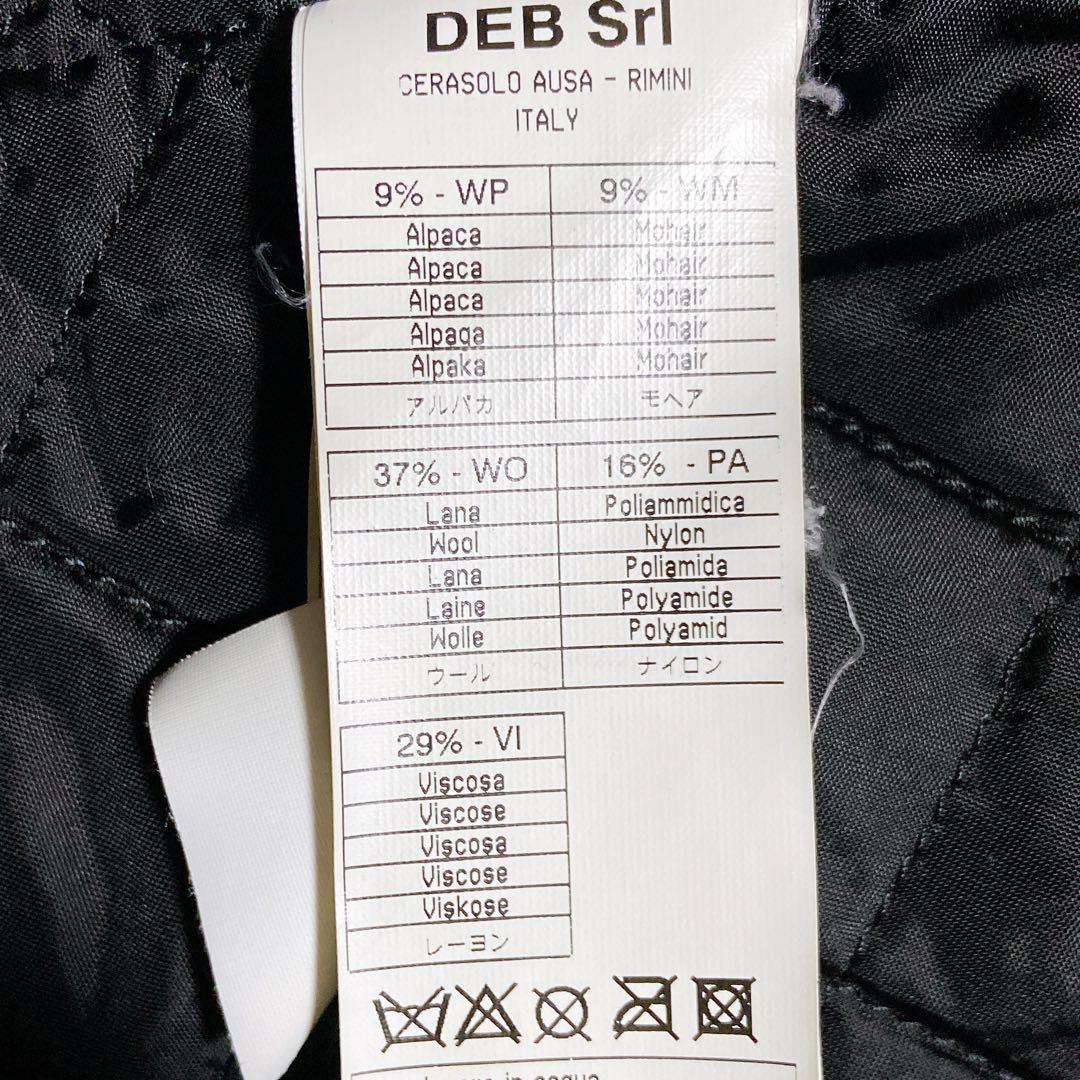 DEB Srl
CERASOLO AUSA - RIMINI
ITALY
9% - WP
Alpaca
Alpaca
Alpaca
Alpaga
Alpaka
アルパカ
9% - WM
Mohair
Mohair
Mohair
Mohair
Mohair
モヘア
37% - WO
Lana
Wool
Lana
Laine
Wolle
ウール
16% - PA
Poliammidica
Nylon
Poliamida
Polyamide
Polyamid
ナイロン
29% - VI
Viscosa
Viscose
Viscosa
Viscose
Viskose
レーヨン
in acqua